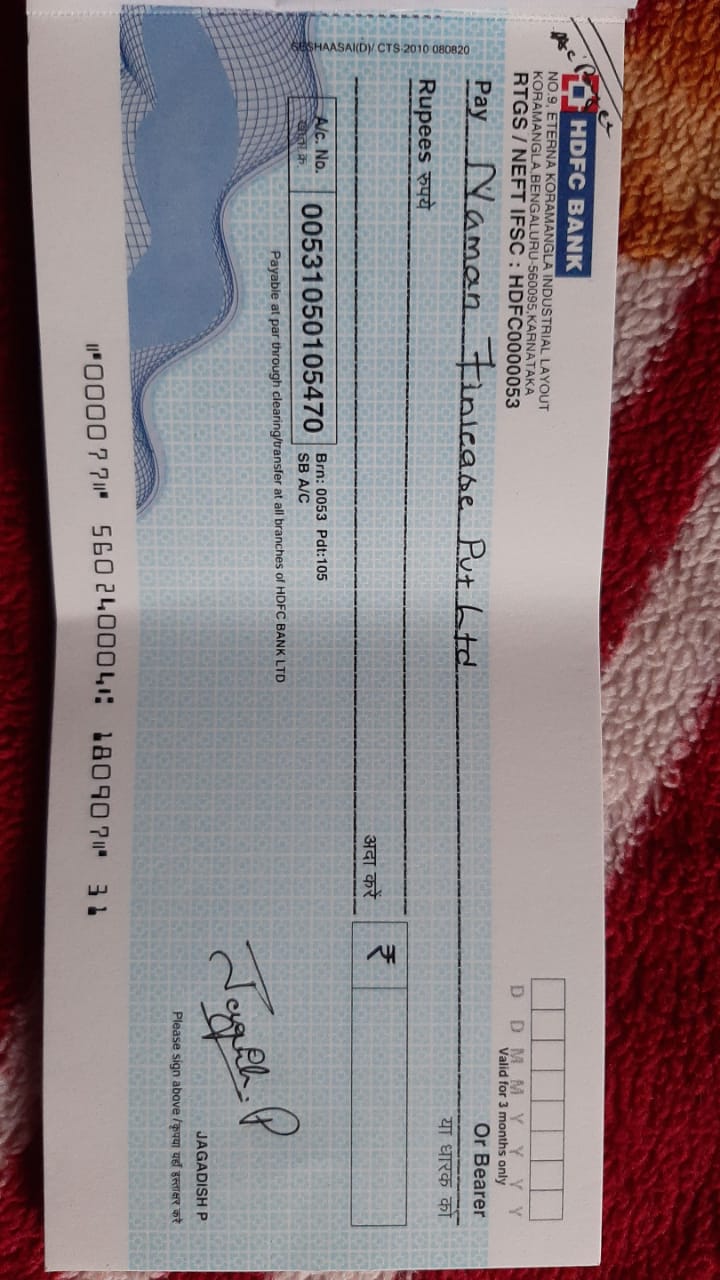 A/c Payee
HDFC BANK
NO.9, ETERNA KORAMANGLA INDUSTRIAL LAYOUT
KORAMANGLA,BENGALURU-560095,KARNATAKA
RTGS / NEFT IFSC : HDFC0000053
D D M M Y Y Y Y
Valid for 3 months only
Pay Naman Finlease Pvt Ltd Or Bearer
या धारक को
Rupees रुपये
अदा करें ₹
A/c. No. 00531050105470 Brn: 0053 Pdt:105
खाता क्र. SB A/C
Payable at par through clearing/transfer at all branches of HDFC BANK LTD
SESHAASAI(D)/ CTS-2010 080820
Jagadish. P
JAGADISH P
Please sign above /कृपया यहाँ हस्ताक्षर करें
⑈000077⑈ 560240004⑆ 180907⑈ 31